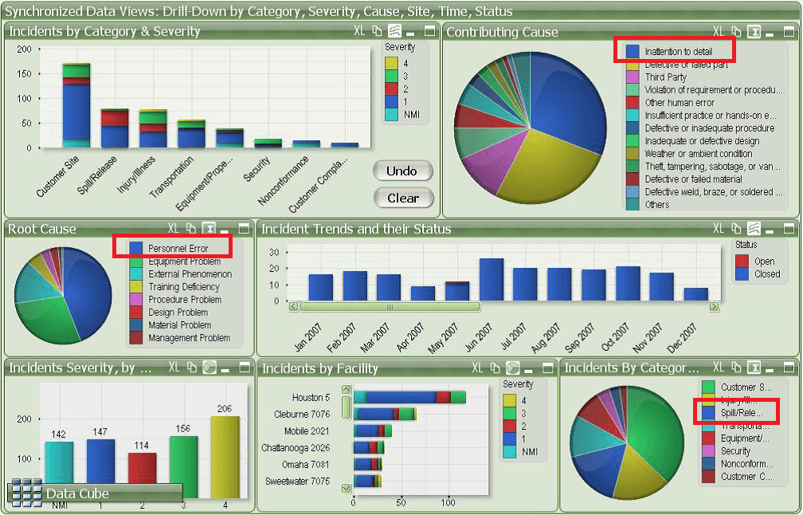 Synchronized Data Views: Drill-Down by Category, Severity, Cause, Site, Time, Status
Incidents by Category & Severity
XL
200
150
100
50
0
Customer Site
Spill/Release
Injury/Illness
Transportation
Equipment/Prope...
Security
Nonconformance
Customer Compla...
Severity
4
3
2
1
NMI
Undo
Clear
Contributing Cause
XL
Inattention to detail
Defective or failed part
Third Party
Violation of requirement or procedu...
Other human error
Insufficient practice or hands-on e...
Defective or inadequate procedure
Inadequate or defective design
Weather or ambient condition
Theft, tampering, sabotage, or van...
Defective or failed material
Defective weld, braze, or soldered ...
Others
Root Cause
XL
Personnel Error
Equipment Problem
External Phenomenon
Training Deficiency
Procedure Problem
Design Problem
Material Problem
Management Problem
Incident Trends and their Status
XL
30
20
10
0
Jan 2007
Feb 2007
Mar 2007
Apr 2007
May 2007
Jun 2007
Jul 2007
Aug 2007
Sep 2007
Oct 2007
Nov 2007
Dec 2007
Status
Open
Closed
Incidents Severity, by ...
XL
200
100
142
147
114
156
206
1
2
3
4
Data Cube
Incidents by Facility
XL
Houston 5
Cleburne 7076
Mobile 2021
Chattanooga 2026
Omaha 7081
Sweetwater 7075
0
50
100
Severity
4
3
2
1
NMI
Incidents By Categor...
XL
Customer S...
Injury/Ill...
Spill/Rele...
Transporta...
Equipment/...
Security
Nonconform...
Customer C...